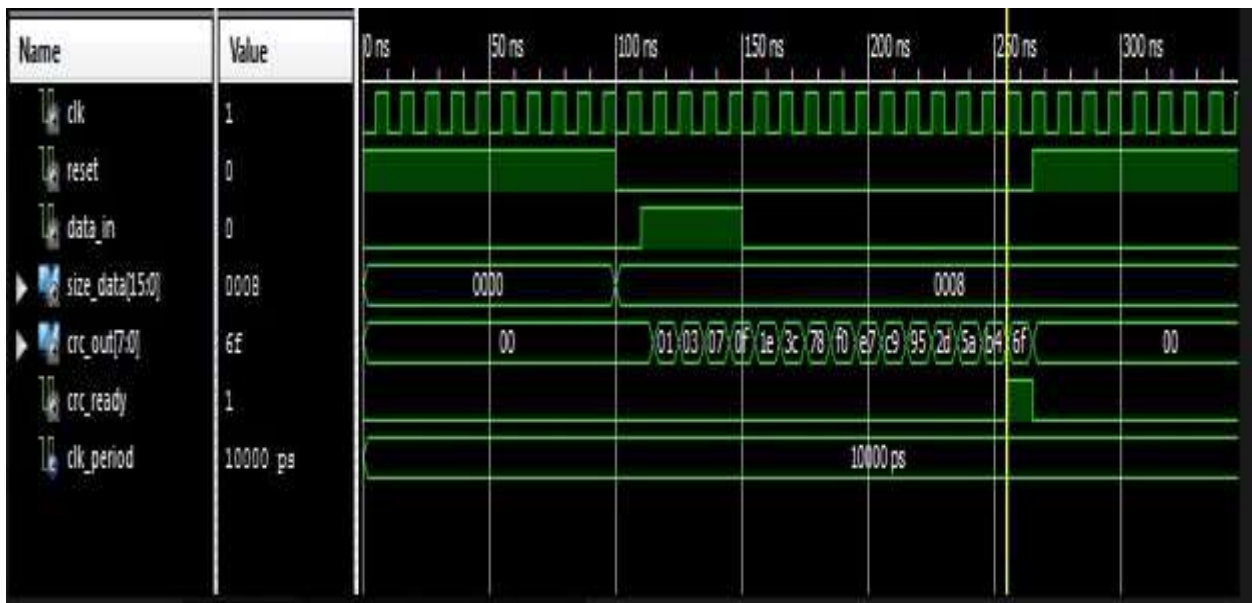 Name Value 0 ns 50 ns 100 ns 150 ns 200 ns 300 ns
clk 1
reset 0
data_in 0
size_data[15:0] 0008 0000 0008
crc_out[7:0] 6f 00 01 03 07 0f 1e 3c 78 f0 e7 c9 95 2d 5a b4 6f 00
crc_ready 1
clk_period 10000 ps 10000 ps